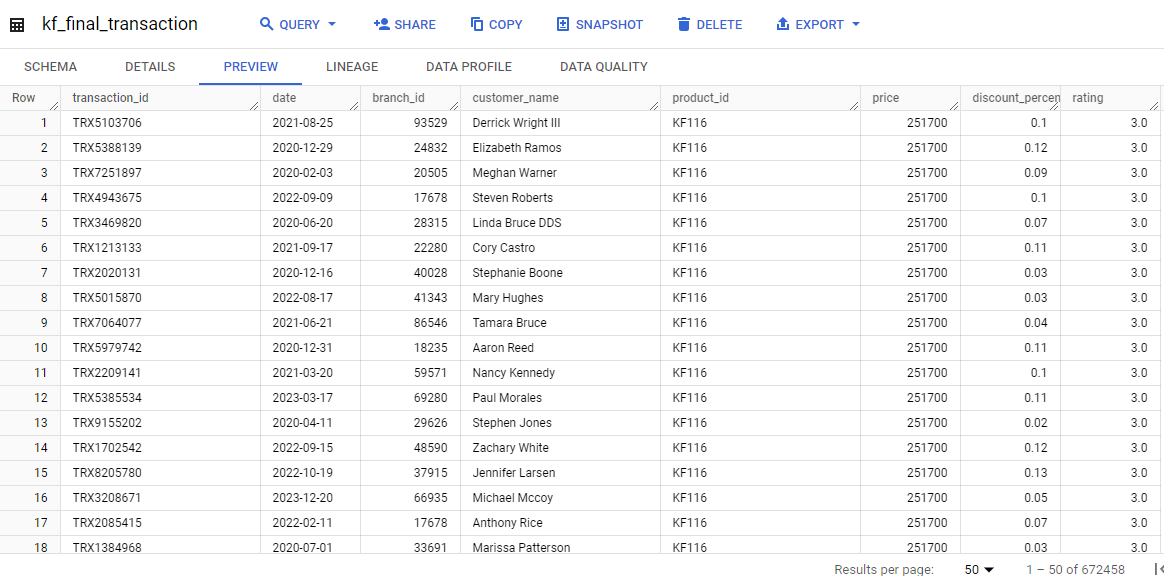 kf_final_transaction QUERY SHARE COPY SNAPSHOT DELETE EXPORT
SCHEMA DETAILS PREVIEW LINEAGE DATA PROFILE DATA QUALITY
Row transaction_id date branch_id customer_name product_id price discount_percen rating
1 TRX5103706 2021-08-25 93529 Derrick Wright III KF116 251700 0.1 3.0
2 TRX5388139 2020-12-29 24832 Elizabeth Ramos KF116 251700 0.12 3.0
3 TRX7251897 2020-02-03 20505 Meghan Warner KF116 251700 0.09 3.0
4 TRX4943675 2022-09-09 17678 Steven Roberts KF116 251700 0.1 3.0
5 TRX3469820 2020-06-20 28315 Linda Bruce DDS KF116 251700 0.07 3.0
6 TRX1213133 2021-09-17 22280 Cory Castro KF116 251700 0.11 3.0
7 TRX2020131 2020-12-16 40028 Stephanie Boone KF116 251700 0.03 3.0
8 TRX5015870 2022-08-17 41343 Mary Hughes KF116 251700 0.03 3.0
9 TRX7064077 2021-06-21 86546 Tamara Bruce KF116 251700 0.04 3.0
10 TRX5979742 2020-12-31 18235 Aaron Reed KF116 251700 0.11 3.0
11 TRX2209141 2021-03-20 59571 Nancy Kennedy KF116 251700 0.1 3.0
12 TRX5385534 2023-03-17 69280 Paul Morales KF116 251700 0.11 3.0
13 TRX9155202 2020-04-11 29626 Stephen Jones KF116 251700 0.02 3.0
14 TRX1702542 2022-09-15 48590 Zachary White KF116 251700 0.12 3.0
15 TRX8205780 2022-10-19 37915 Jennifer Larsen KF116 251700 0.13 3.0
16 TRX3208671 2023-12-20 66935 Michael Mccoy KF116 251700 0.05 3.0
17 TRX2085415 2022-02-11 17678 Anthony Rice KF116 251700 0.07 3.0
18 TRX1384968 2020-07-01 33691 Marissa Patterson KF116 251700 0.03 3.0
Results per page: 50 1 – 50 of 672458